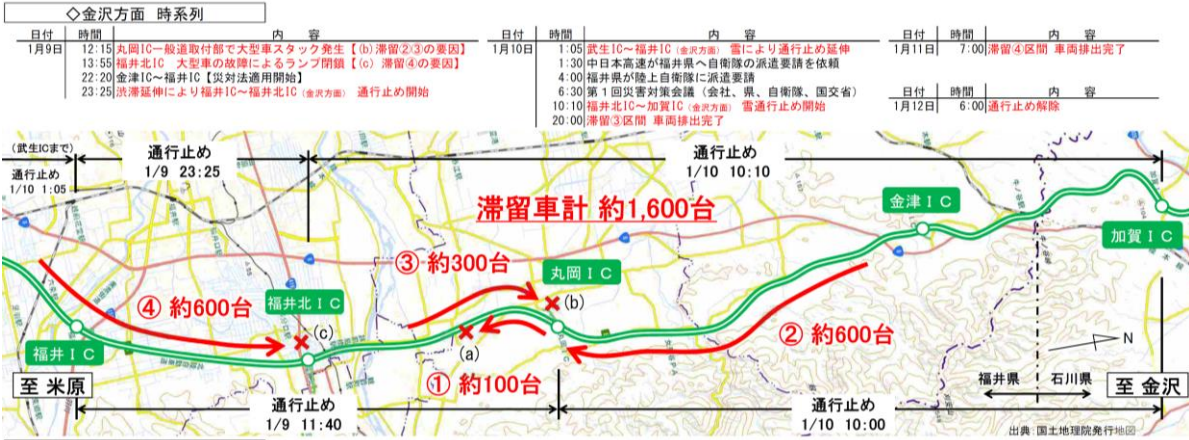 ◇金沢方面 時系列
日付 時間 内 容
1月9日 12:15 丸岡IC一般道取付部で大型車スタック発生【(b)滞留②③の要因】
13:55 福井北IC 大型車の故障によるランプ閉鎖【(c) 滞留④の要因】
22:20 金津IC～福井IC【災対法適用開始】
23:25 渋滞延伸により福井IC～福井北IC(金沢方面) 通行止め開始
日付 時間 内 容
1月10日 1:05 武生IC～福井IC(金沢方面) 雪により通行止め延伸
1:30 中日本高速が福井県へ自衛隊の派遣要請を依頼
4:00 福井県が陸上自衛隊に派遣要請
6:30 第1回災害対策会議(会社、県、自衛隊、国交省)
10:10 福井北IC～加賀IC(金沢方面) 雪通行止め開始
20:00 滞留③区間 車両排出完了
日付 時間 内 容
1月11日 7:00 滞留④区間 車両排出完了
日付 時間 内 容
1月12日 6:00 通行止め解除
(武生ICまで)
通行止め
1/10 1:05
通行止め
1/9 23:25
通行止め
1/10 10:10
滞留車計 約1,600台
金津IC
加賀IC
③ 約300台
丸岡IC
(b)
④ 約600台
福井北IC
(c)
(a)
② 約600台
福井IC
① 約100台
N
至 米原
福井県 石川県
至 金沢
通行止め
1/9 11:40
通行止め
1/10 10:00
出典：国土地理院発行地図